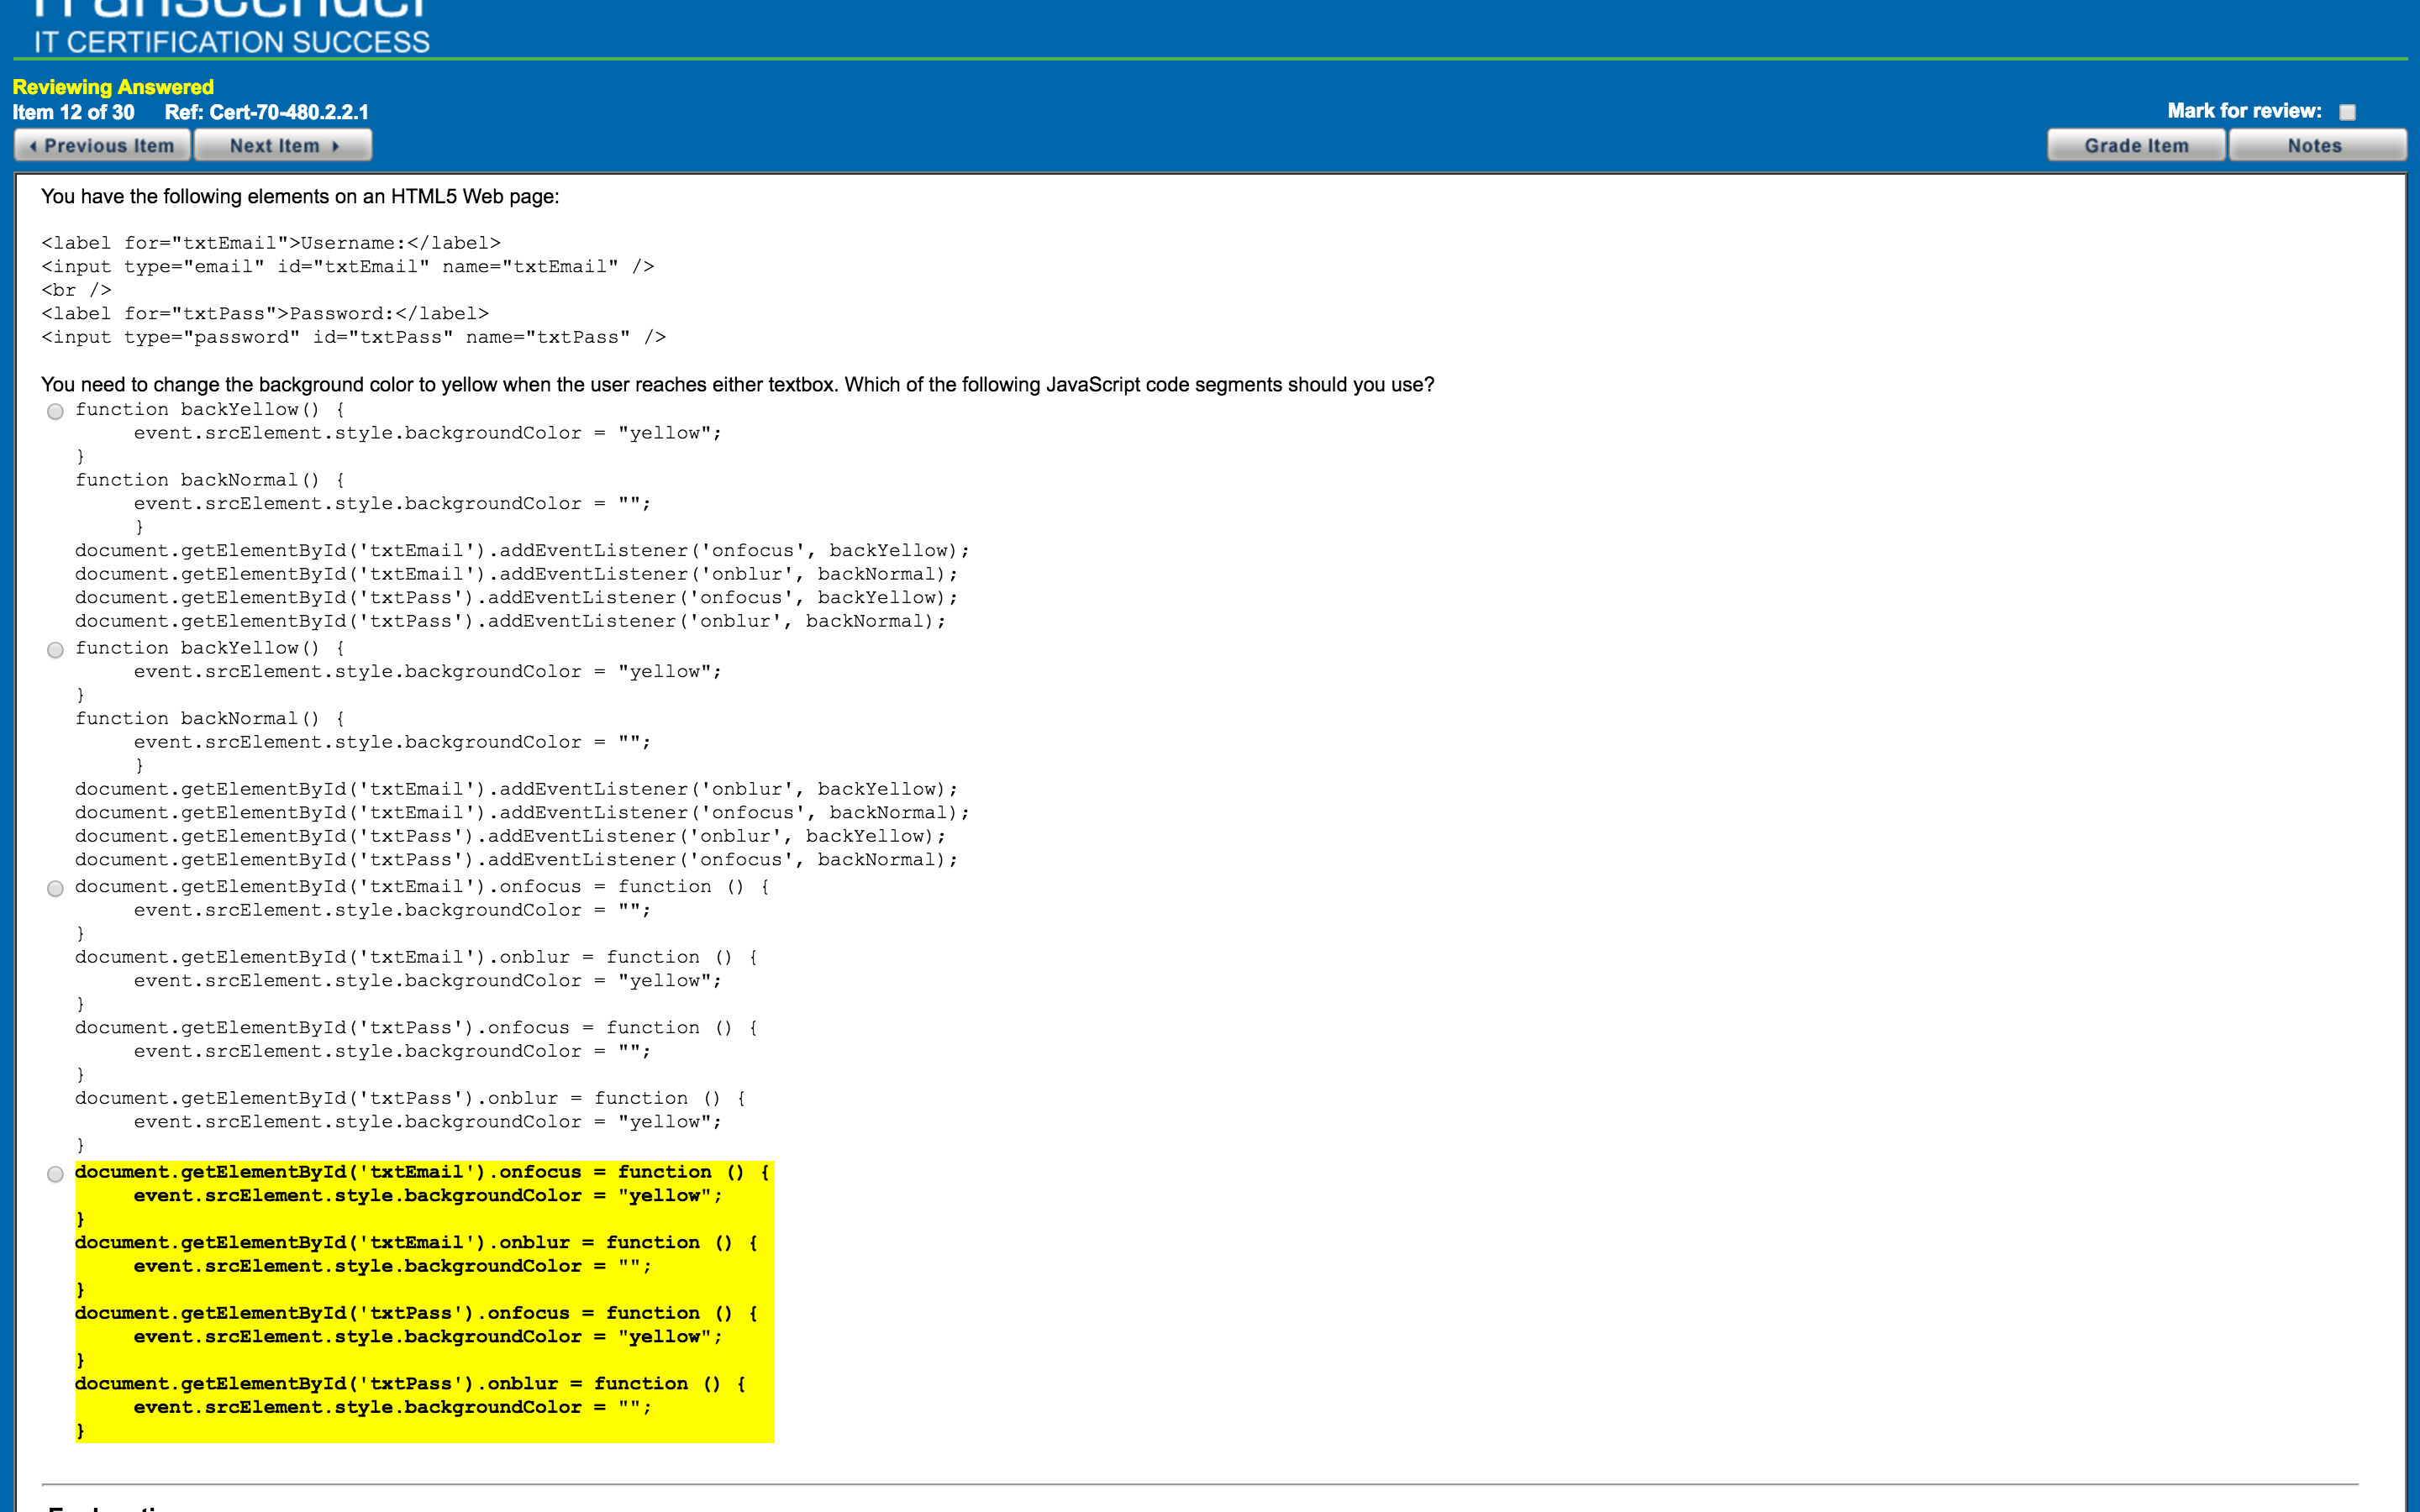 Transcender
IT CERTIFICATION SUCCESS
Reviewing Answered
Item 12 of 30 Ref: Cert-70-480.2.2.1
Mark for review:
Previous Item Next Item Grade Item Notes
You have the following elements on an HTML5 Web page:
<label for="txtEmail">Username:</label>
<input type="email" id="txtEmail" name="txtEmail" />
<br />
<label for="txtPass">Password:</label>
<input type="password" id="txtPass" name="txtPass" />
You need to change the background color to yellow when the user reaches either textbox. Which of the following JavaScript code segments should you use?
function backYellow() {
event.srcElement.style.backgroundColor = "yellow";
}
function backNormal() {
event.srcElement.style.backgroundColor = "";
}
document.getElementById('txtEmail').addEventListener('onfocus', backYellow);
document.getElementById('txtEmail').addEventListener('onblur', backNormal);
document.getElementById('txtPass').addEventListener('onfocus', backYellow);
document.getElementById('txtPass').addEventListener('onblur', backNormal);
function backYellow() {
event.srcElement.style.backgroundColor = "yellow";
}
function backNormal() {
event.srcElement.style.backgroundColor = "";
}
document.getElementById('txtEmail').addEventListener('onblur', backYellow);
document.getElementById('txtEmail').addEventListener('onfocus', backNormal);
document.getElementById('txtPass').addEventListener('onblur', backYellow);
document.getElementById('txtPass').addEventListener('onfocus', backNormal);
document.getElementById('txtEmail').onfocus = function () {
event.srcElement.style.backgroundColor = "";
}
document.getElementById('txtEmail').onblur = function () {
event.srcElement.style.backgroundColor = "yellow";
}
document.getElementById('txtPass').onfocus = function () {
event.srcElement.style.backgroundColor = "";
}
document.getElementById('txtPass').onblur = function () {
event.srcElement.style.backgroundColor = "yellow";
}
document.getElementById('txtEmail').onfocus = function () {
event.srcElement.style.backgroundColor = "yellow";
}
document.getElementById('txtEmail').onblur = function () {
event.srcElement.style.backgroundColor = "";
}
document.getElementById('txtPass').onfocus = function () {
event.srcElement.style.backgroundColor = "yellow";
}
document.getElementById('txtPass').onblur = function () {
event.srcElement.style.backgroundColor = "";
}